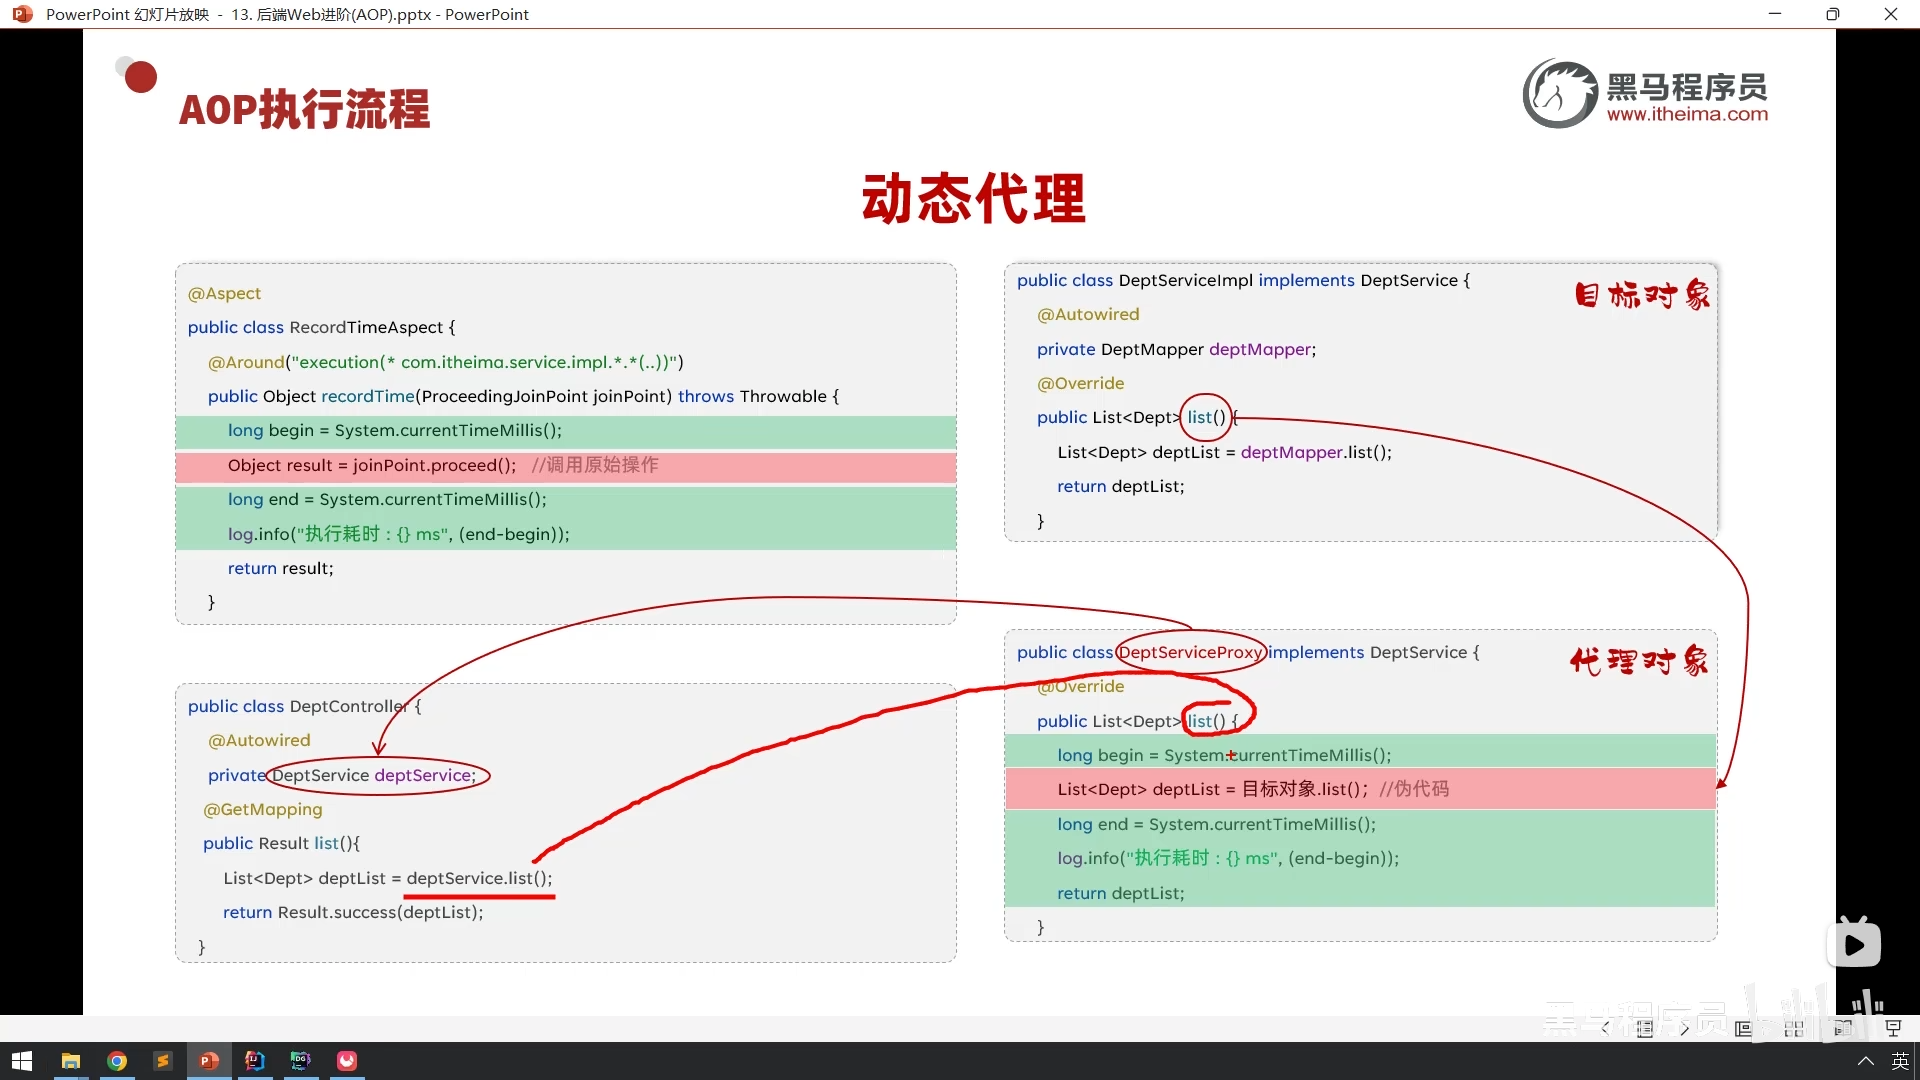 PowerPoint 幻灯片放映 - 13. 后端Web进阶(AOP).pptx - PowerPoint
AOP执行流程
黑马程序员
www.itheima.com
动态代理
@Aspect
public class RecordTimeAspect {
@Around("execution(* com.itheima.service.impl.*.*(..))")
public Object recordTime(ProceedingJoinPoint joinPoint) throws Throwable {
long begin = System.currentTimeMillis();
Object result = joinPoint.proceed(); //调用原始操作
long end = System.currentTimeMillis();
log.info("执行耗时 : {} ms", (end-begin));
return result;
}
public class DeptServiceImpl implements DeptService {
目标对象
@Autowired
private DeptMapper deptMapper;
@Override
public List<Dept> list() {
List<Dept> deptList = deptMapper.list();
return deptList;
}
public class DeptController {
@Autowired
private DeptService deptService;
@GetMapping
public Result list(){
List<Dept> deptList = deptService.list();
return Result.success(deptList);
}
public class DeptServiceProxy implements DeptService {
代理对象
@Override
public List<Dept> list() {
long begin = System.currentTimeMillis();
List<Dept> deptList = 目标对象.list(); //伪代码
long end = System.currentTimeMillis();
log.info("执行耗时 : {} ms", (end-begin));
return deptList;
}
黑马程序员
英